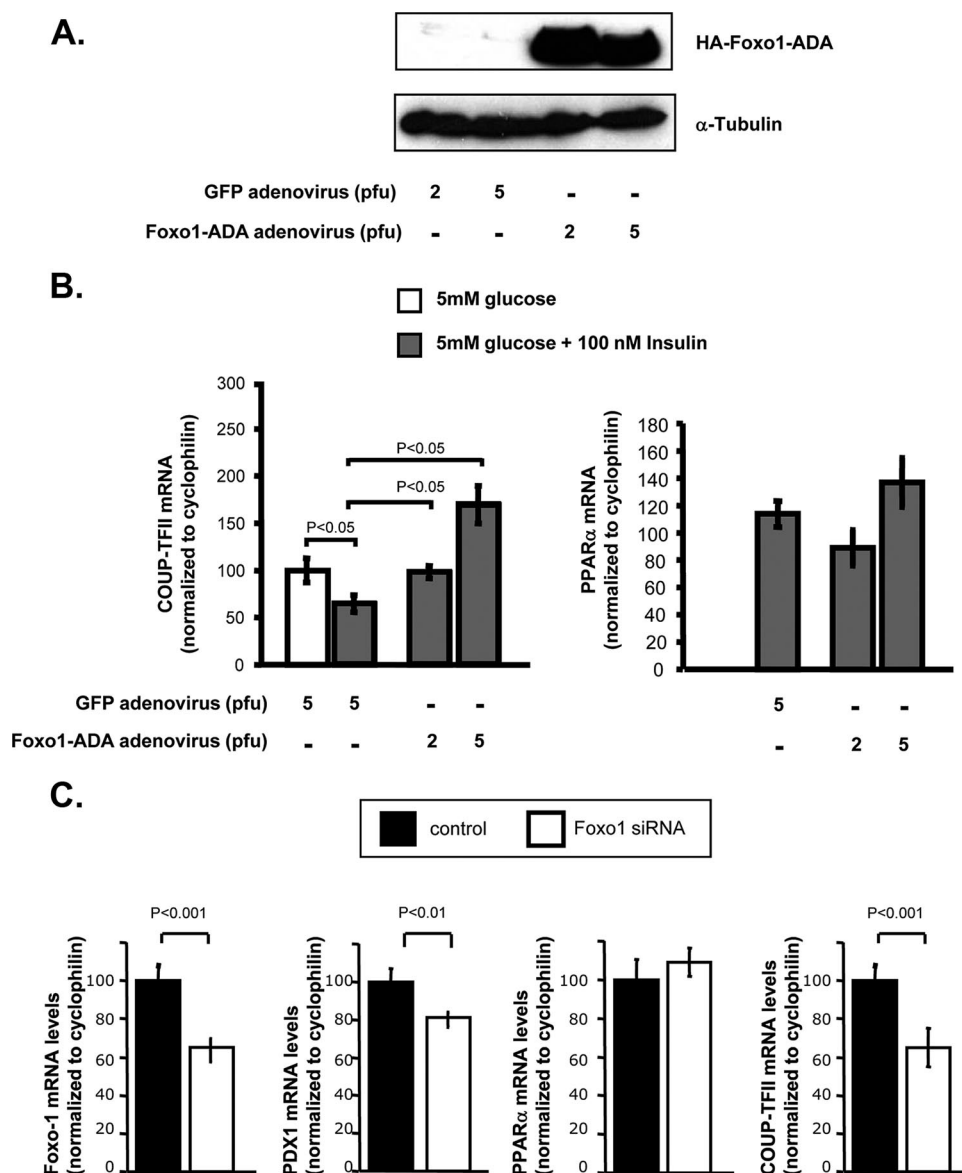 A.
HA-Foxo1-ADA
α-Tubulin
GFP adenovirus (pfu) 2 5 - -
Foxo1-ADA adenovirus (pfu) - - 2 5
B.
5mM glucose
5mM glucose + 100 nM Insulin
COUP-TFII mRNA
(normalized to cyclophilin)
300
250
200
150
100
50
0
P<0.05
P<0.05
P<0.05
GFP adenovirus (pfu) 5 5 - -
Foxo1-ADA adenovirus (pfu) - - 2 5
PPARα mRNA
(normalized to cyclophilin)
180
160
140
120
100
80
60
40
20
0
5 - -
- 2 5
C.
control
Foxo1 siRNA
Foxo-1 mRNA levels
(normalized to cyclophilin)
P<0.001
100
80
60
40
20
0
PDX1 mRNA levels
(normalized to cyclophilin)
P<0.01
100
80
60
40
20
0
PPARα mRNA levels
(normalized to cyclophilin)
100
80
60
40
20
0
COUP-TFII mRNA levels
(normalized to cyclophilin)
P<0.001
100
80
60
40
20
0